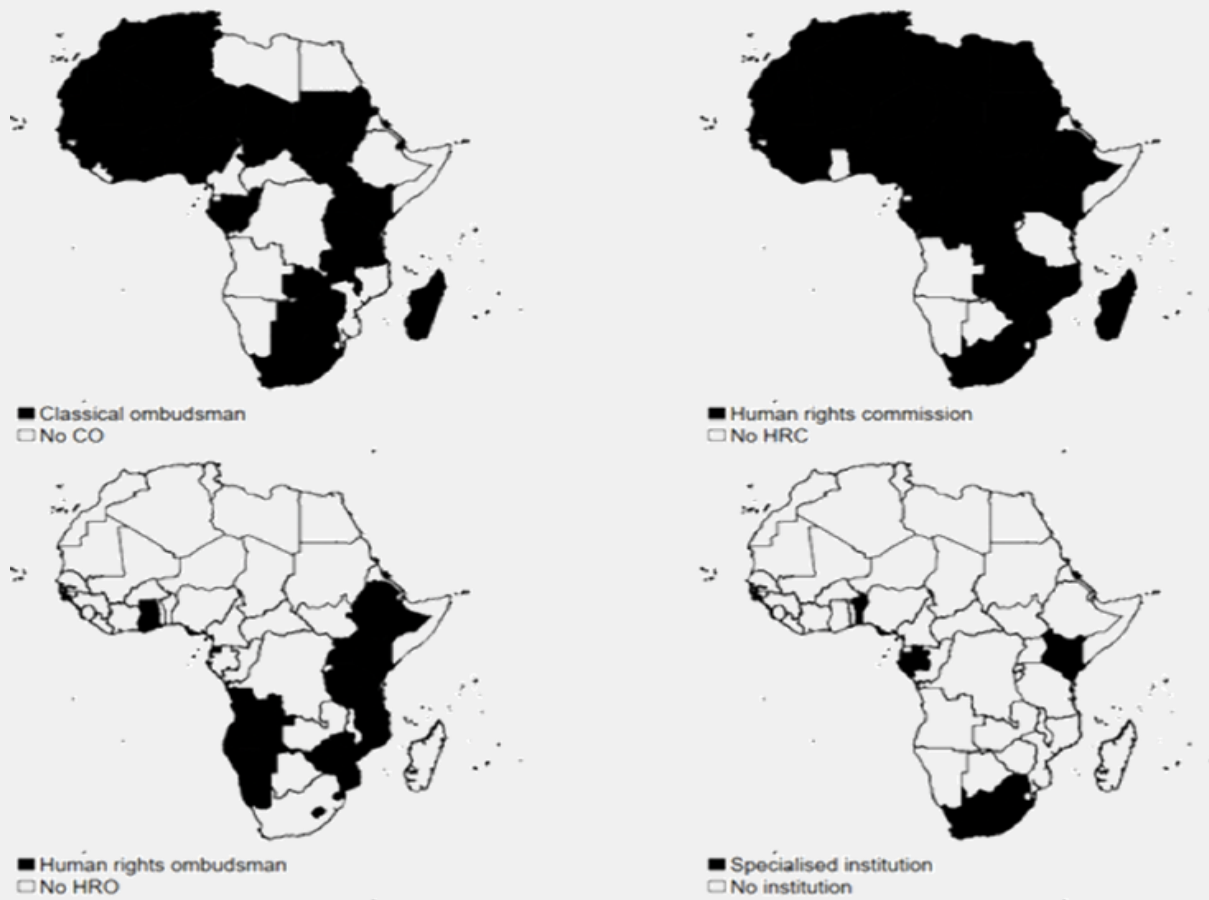 Classical ombudsman
No CO
Human rights commission
No HRC
Human rights ombudsman
No HRO
Specialised institution
No institution